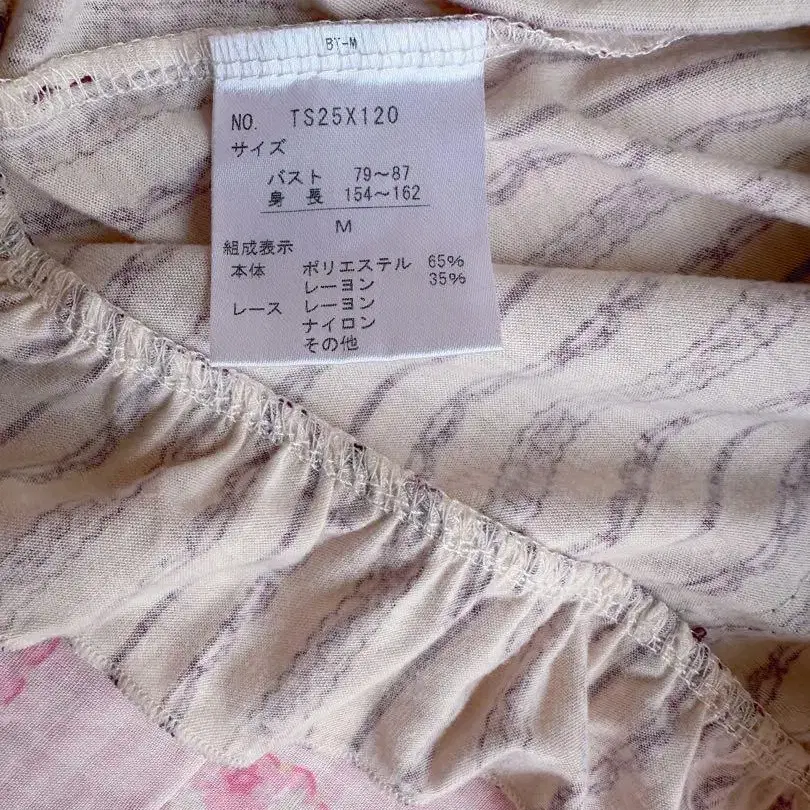 BT-M
NO. TS25X120
サイズ
バスト 79～87
身長 154～162
M
組成表示
本体 ポリエステル 65%
レーヨン 35%
レース レーヨン
ナイロン
その他